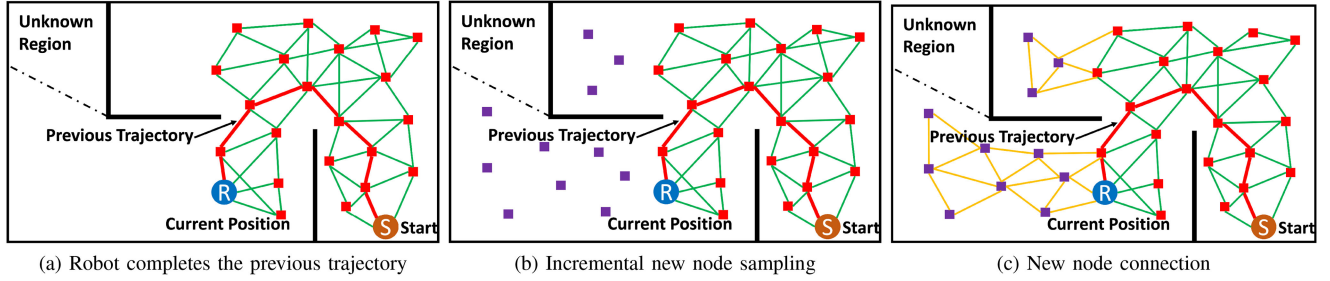 Unknown
Region
Previous Trajectory
R
Current Position
S
Start
(a) Robot completes the previous trajectory
Unknown
Region
Previous Trajectory
R
Current Position
S
Start
(b) Incremental new node sampling
Unknown
Region
Previous Trajectory
R
Current Position
S
Start
(c) New node connection